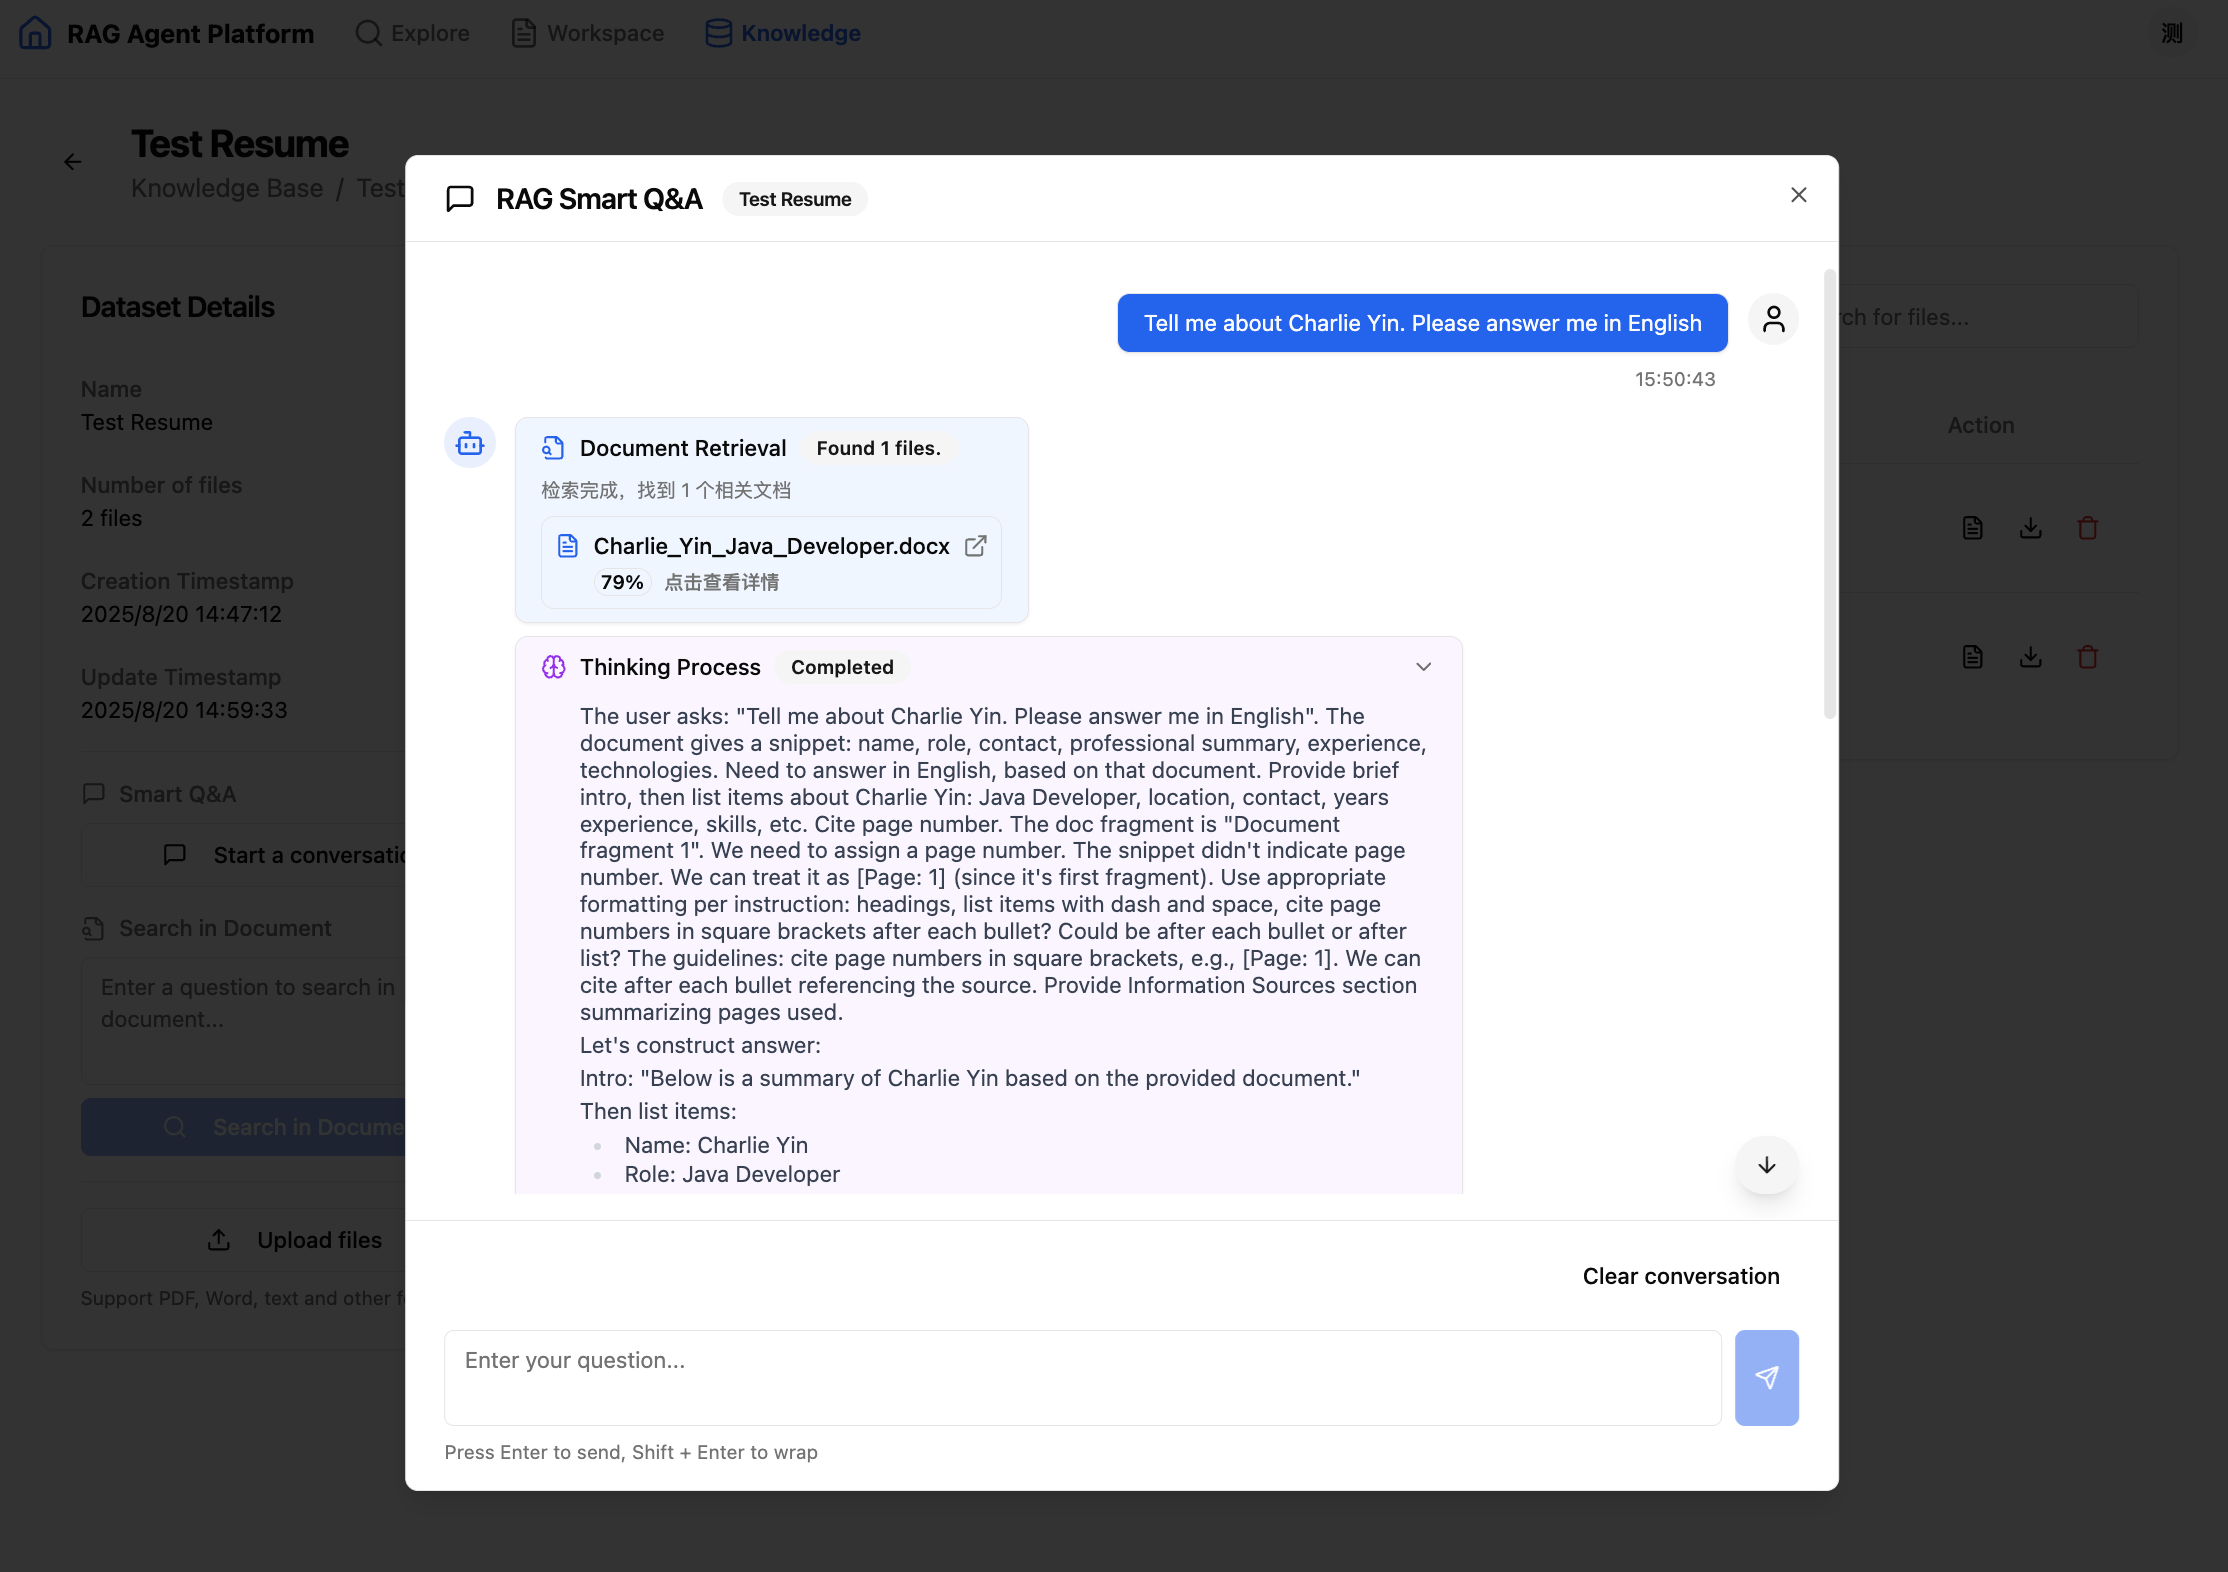 RAG Agent Platform
Explore
Workspace
Knowledge
测
Test Resume
Knowledge Base / Test
Dataset Details
Name
Test Resume
Number of files
2 files
Creation Timestamp
2025/8/20 14:47:12
Update Timestamp
2025/8/20 14:59:33
Smart Q&A
Start a conversatio
Search in Document
Enter a question to search in
document...
Search in Docume
Upload files
Support PDF, Word, text and other f
rch for files...
Action
RAG Smart Q&A
Test Resume
Tell me about Charlie Yin. Please answer me in English
15:50:43
Document Retrieval
Found 1 files.
检索完成，找到 1 个相关文档
Charlie_Yin_Java_Developer.docx
79%
点击查看详情
Thinking Process
Completed
The user asks: "Tell me about Charlie Yin. Please answer me in English". The
document gives a snippet: name, role, contact, professional summary, experience,
technologies. Need to answer in English, based on that document. Provide brief
intro, then list items about Charlie Yin: Java Developer, location, contact, years
experience, skills, etc. Cite page number. The doc fragment is "Document
fragment 1". We need to assign a page number. The snippet didn't indicate page
number. We can treat it as [Page: 1] (since it's first fragment). Use appropriate
formatting per instruction: headings, list items with dash and space, cite page
numbers in square brackets after each bullet? Could be after each bullet or after
list? The guidelines: cite page numbers in square brackets, e.g., [Page: 1]. We can
cite after each bullet referencing the source. Provide Information Sources section
summarizing pages used.
Let's construct answer:
Intro: "Below is a summary of Charlie Yin based on the provided document."
Then list items:
Name: Charlie Yin
Role: Java Developer
Clear conversation
Enter your question...
Press Enter to send, Shift + Enter to wrap